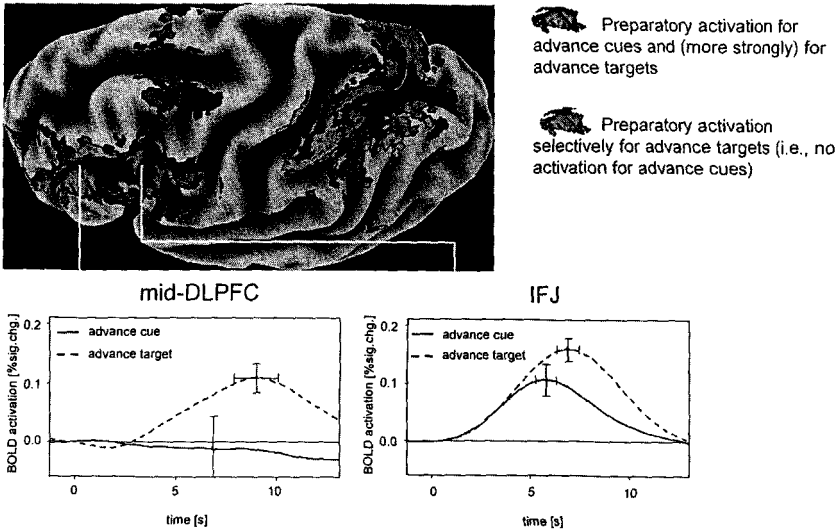 Preparatory activation for
advance cues and (more strongly) for
advance targets
Preparatory activation
selectively for advance targets (i.e., no
activation for advance cues)
mid-DLPFC
IFJ
BOLD activation [%sig.chg.]
0.2
0.1
0.0
advance cue
advance target
0
5
10
time [s]
BOLD activation [%sig.chg.]
0.2
0.1
0.0
advance cue
advance target
0
5
10
time [s]